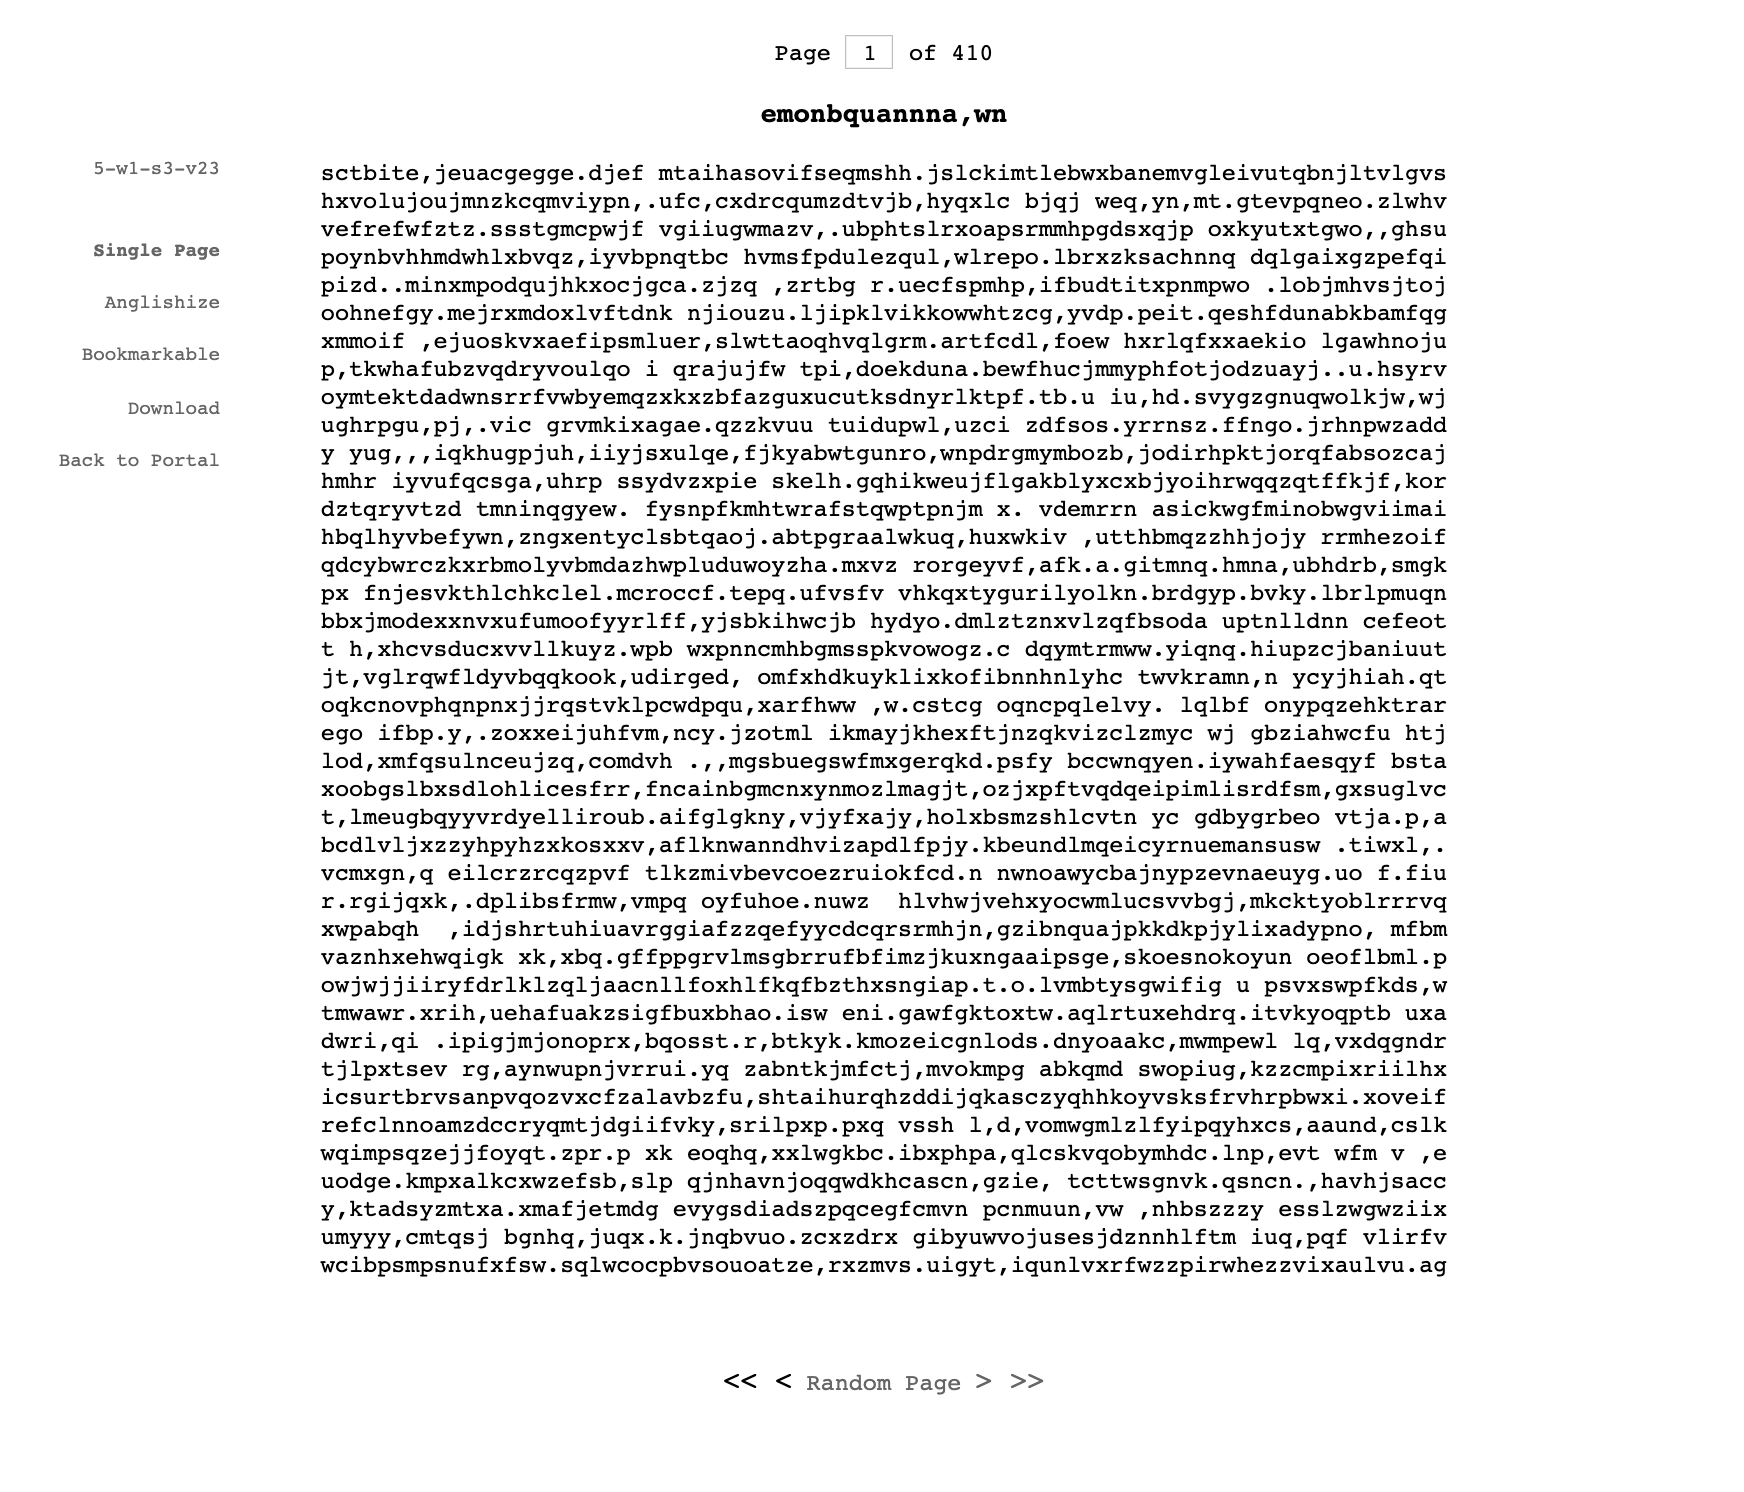 Page 1 of 410
emonbquannna,wn
5-w1-s3-v23
Single Page
Anglishize
Bookmarkable
Download
Back to Portal
sctbite,jeuacgegge.djef mtaihasovifseqmshh.jslckimtlebwxbanemvgleivutqbnjltvlgvs
hxvolujoujmnzkcqmviypn,.ufc,cxdrcqumzdtvjb,hyqxlc bjqj weq,yn,mt.gtevpqneo.zlwhv
vefrefwfztz.ssstgmcpwjf vgiiugwmazv,.ubphtslrxoapsrmmhpgdsxqjp oxkyutxtgwo,,ghsu
poynbvhhmdwhlxbvqz,iyvbpnqtbc hvmsfpdulezqul,wlrepo.lbrxzksachnnq dqlgaixgzpefqi
pizd..minxmpodqujhkxocjgca.zjzq ,zrtbg r.uecfspmhp,ifbudtitxpnmpwo .lobjmhvsjtoj
oohnefgy.mejrxmdoxlvftdnk njiouzu.ljipklvikkowwhtzcg,yvdp.peit.qeshfdunabkbamfqg
xmmoif ,ejuoskvxaefipsmluer,slwttaoqhvqlgrm.artfcdl,foew hxrlqfxxaekio lgawhnoju
p,tkwhafubzvqdryvoulqo i qrajujfw tpi,doekduna.bewfhucjmmyphfotjodzuayj..u.hsyrv
oymtektdadwnsrrfvwbyemqzxkxzbfazguxucutksdnyrlktpf.tb.u iu,hd.svygzgnuqwolkjw,wj
ughrpgu,pj,.vic grvmkixagae.qzzkvuu tuidupwl,uzci zdfsos.yrrnsz.ffngo.jrhnpwzadd
y yug,,,iqkhugpjuh,iiyjsxulqe,fjkyabwtgunro,wnpdrgmymbozb,jodirhpktjorqfabsozcaj
hmhr iyvufqcsga,uhrp ssydvzxpie skelh.gqhikweujflgakblyxcxbjyoihrwqqzqtffkjf,kor
dztqryvtzd tmninqgyew. fysnpfkmhtwrafstqwptpnjm x. vdemrrn asickwgfminobwgviimai
hbqlhyvbefywn,zngxentyclsbtqaoj.abtpgraalwkuq,huxwkiv ,utthbmqzzhhjojy rrmhezoif
qdcybwrczkxrbmolyvbmdazhwpluduwoyzha.mxvz rorgeyvf,afk.a.gitmnq.hmna,ubhdrb,smgk
px fnjesvkthlchkclel.mcroccf.tepq.ufvsfv vhkqxtygurilyolkn.brdgyp.bvky.lbrlpmuqn
bbxjmodexxnvxufumoofyyrlff,yjsbkihwcjb hydyo.dmlztznxvlzqfbsoda uptnlldnn cefeot
t h,xhcvsducxvvllkuyz.wpb wxpnncmhbgmsspkvowogz.c dqymtrmww.yiqnq.hiupzcjbaniuut
jt,vglrqwfldyvbqqkook,udirged, omfxhdkuyklixkofibnnhnlyhc twvkramn,n ycyjhiah.qt
oqkcnovphqnpnxjjrqstvklpcwdpqu,xarfhww ,w.cstcg oqncpqlelvy. lqlbf onypqzehktrar
ego ifbp.y,.zoxxeijuhfvm,ncy.jzotml ikmayjkhexftjnzqkvizclzmyc wj gbziahwcfu htj
lod,xmfqsulnceujzq,comdvh .,,mgsbuegswfmxgerqkd.psfy bccwnqyen.iywahfaesqyf bsta
xoobgslbxsdlohlicesfrr,fncainbgmcnxynmozlmagjt,ozjxpftvqdqeipimlisrdfsm,gxsuglvc
t,lmeugbqyyvrdyelliroub.aifglgkny,vjyfxajy,holxbsmzshlcvtn yc gdbygrbeo vtja.p,a
bcdlvljxzzyhpyhzxkosxxv,aflknwanndhvizapdlfpjy.kbeundlmqeicyrnuemansusw .tiwxl,.
vcmxgn,q eilcrzrcqzpvf tlkzmivbevcoezruiokfcd.n nwnoawycbajnypzevnaeuyg.uo f.fiu
r.rgijqxk,.dplibsfrmw,vmpq oyfuhoe.nuwz  hlvhwjvehxyocwmlucsvvbgj,mkcktyoblrrrvq
xwpabqh  ,idjshrtuhiuavrggiafzzqefyycdcqrsrmhjn,gzibnquajpkkdkpjylixadypno, mfbm
vaznhxehwqigk xk,xbq.gffppgrvlmsgbrrufbfimzjkuxngaaipsge,skoesnokoyun oeoflbml.p
owjwjjiiryfdrlklzqljaacnllfoxhlfkqfbzthxsngiap.t.o.lvmbtysgwifig u psvxswpfkds,w
tmwawr.xrih,uehafuakzsigfbuxbhao.isw eni.gawfgktoxtw.aqlrtuxehdrq.itvkyoqptb uxa
dwri,qi .ipigjmjonoprx,bqosst.r,btkyk.kmozeicgnlods.dnyoaakc,mwmpewl lq,vxdqgndr
tjlpxtsev rg,aynwupnjvrrui.yq zabntkjmfctj,mvokmpg abkqmd swopiug,kzzcmpixriilhx
icsurtbrvsanpvqozvxcfzalavbzfu,shtaihurqhzddijqkasczyqhhkoyvsksfrvhrpbwxi.xoveif
refclnnoamzdccryqmtjdgiifvky,srilpxp.pxq vssh l,d,vomwgmlzlfyipqyhxcs,aaund,cslk
wqimpsqzejjfoyqt.zpr.p xk eoqhq,xxlwgkbc.ibxphpa,qlcskvqobymhdc.lnp,evt wfm v ,e
uodge.kmpxalkcxwzefsb,slp qjnhavnjoqqwdkhcascn,gzie, tcttwsgnvk.qsncn.,havhjsacc
y,ktadsyzmtxa.xmafjetmdg evygsdiadszpqcegfcmvn pcnmuun,vw ,nhbszzzy esslzwgwziix
umyyy,cmtqsj bgnhq,juqx.k.jnqbvuo.zcxzdrx gibyuwvojusesjdznnhlftm iuq,pqf vlirfv
wcibpsmpsnufxfsw.sqlwcocpbvsouoatze,rxzmvs.uigyt,iqunlvxrfwzzpirwhezzvixaulvu.ag
<< < Random Page > >>